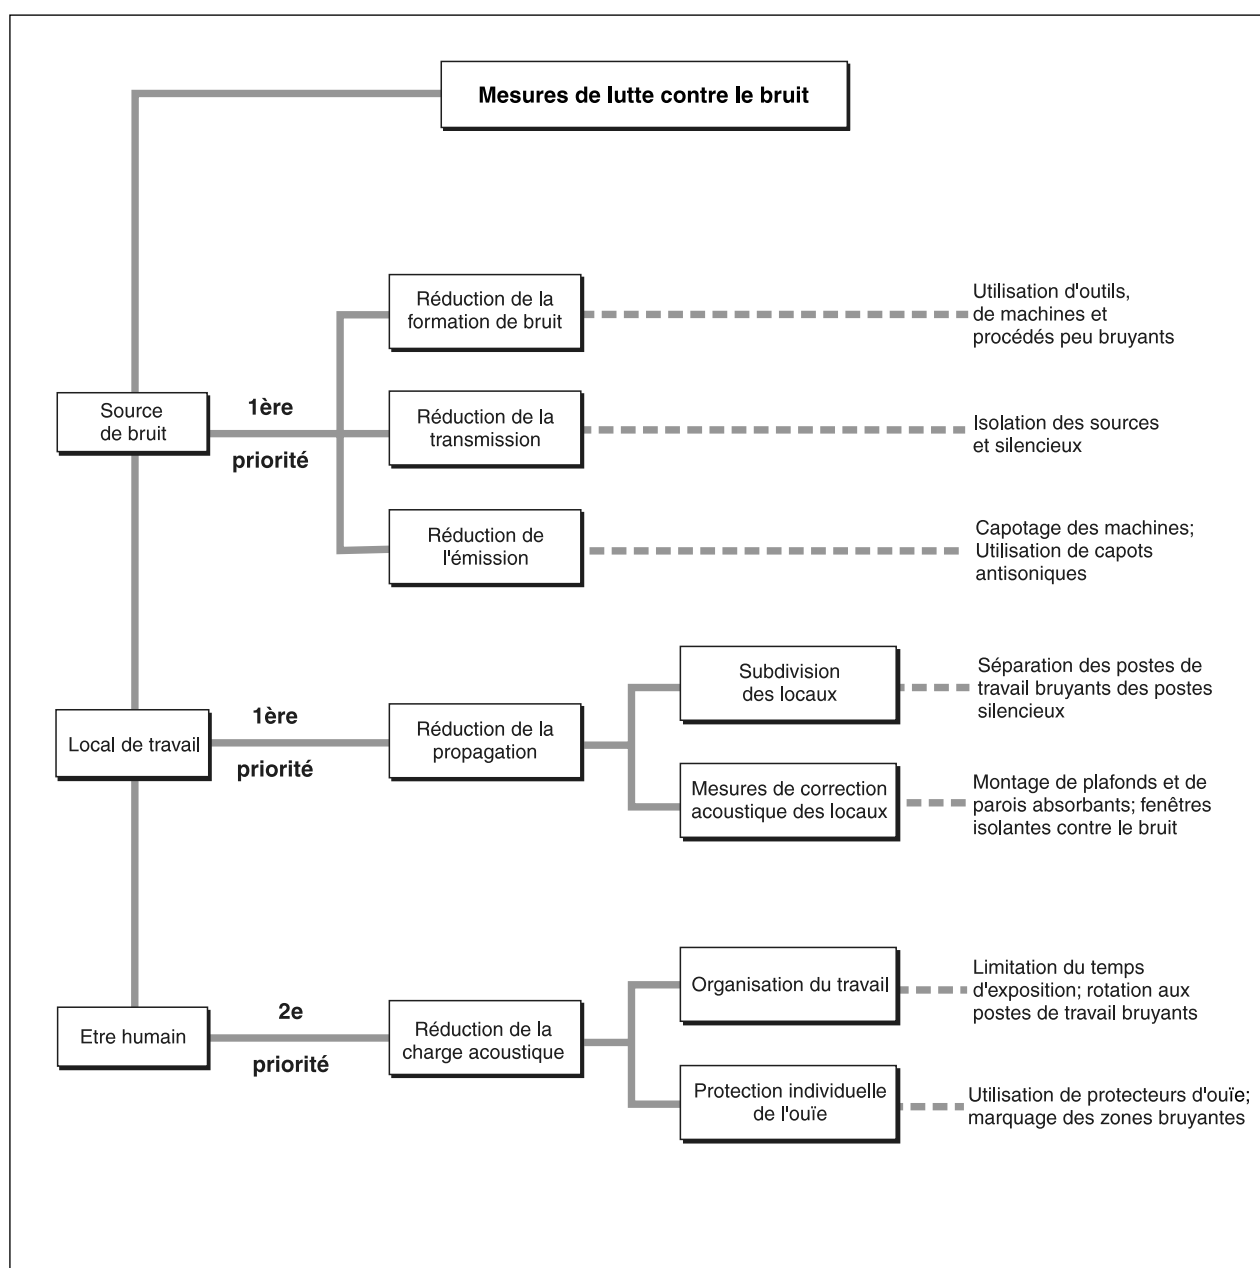 Mesures de lutte contre le bruit
Réduction de la
formation de bruit
Utilisation d'outils,
de machines et
procédés peu bruyants
Source
de bruit
1ère
priorité
Réduction de la
transmission
Isolation des sources
et silencieux
Réduction de
l'émission
Capotage des machines;
Utilisation de capots
antisoniques
Local de travail
1ère
priorité
Réduction de la
propagation
Subdivision
des locaux
Séparation des postes de
travail bruyants des postes
silencieux
Mesures de correction
acoustique des locaux
Montage de plafonds et de
parois absorbants; fenêtres
isolantes contre le bruit
Etre humain
2e
priorité
Réduction de la
charge acoustique
Organisation du travail
Limitation du temps
d'exposition; rotation aux
postes de travail bruyants
Protection individuelle
de l'ouïe
Utilisation de protecteurs d'ouïe;
marquage des zones bruyantes